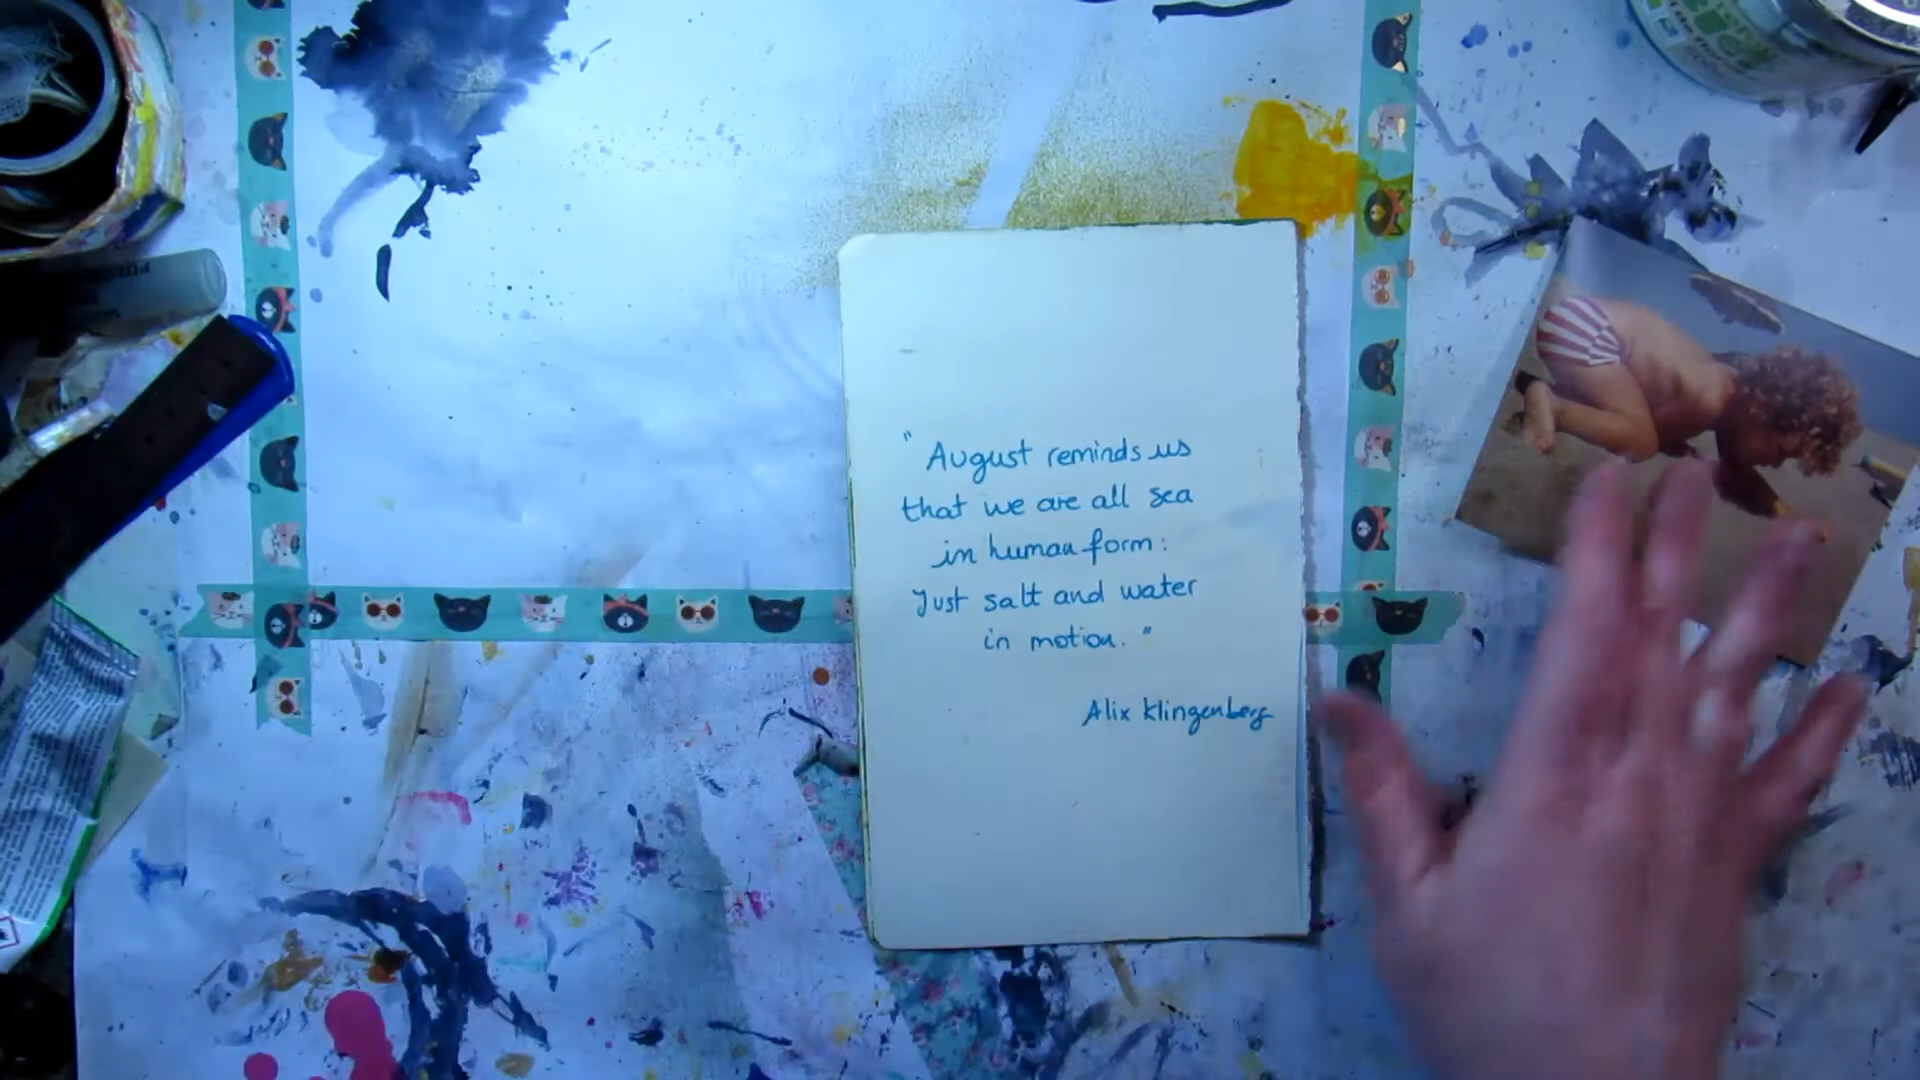 " August reminds us
that we are all sea
in human form:
Just salt and water
in motion. "
Alix Klingenberg